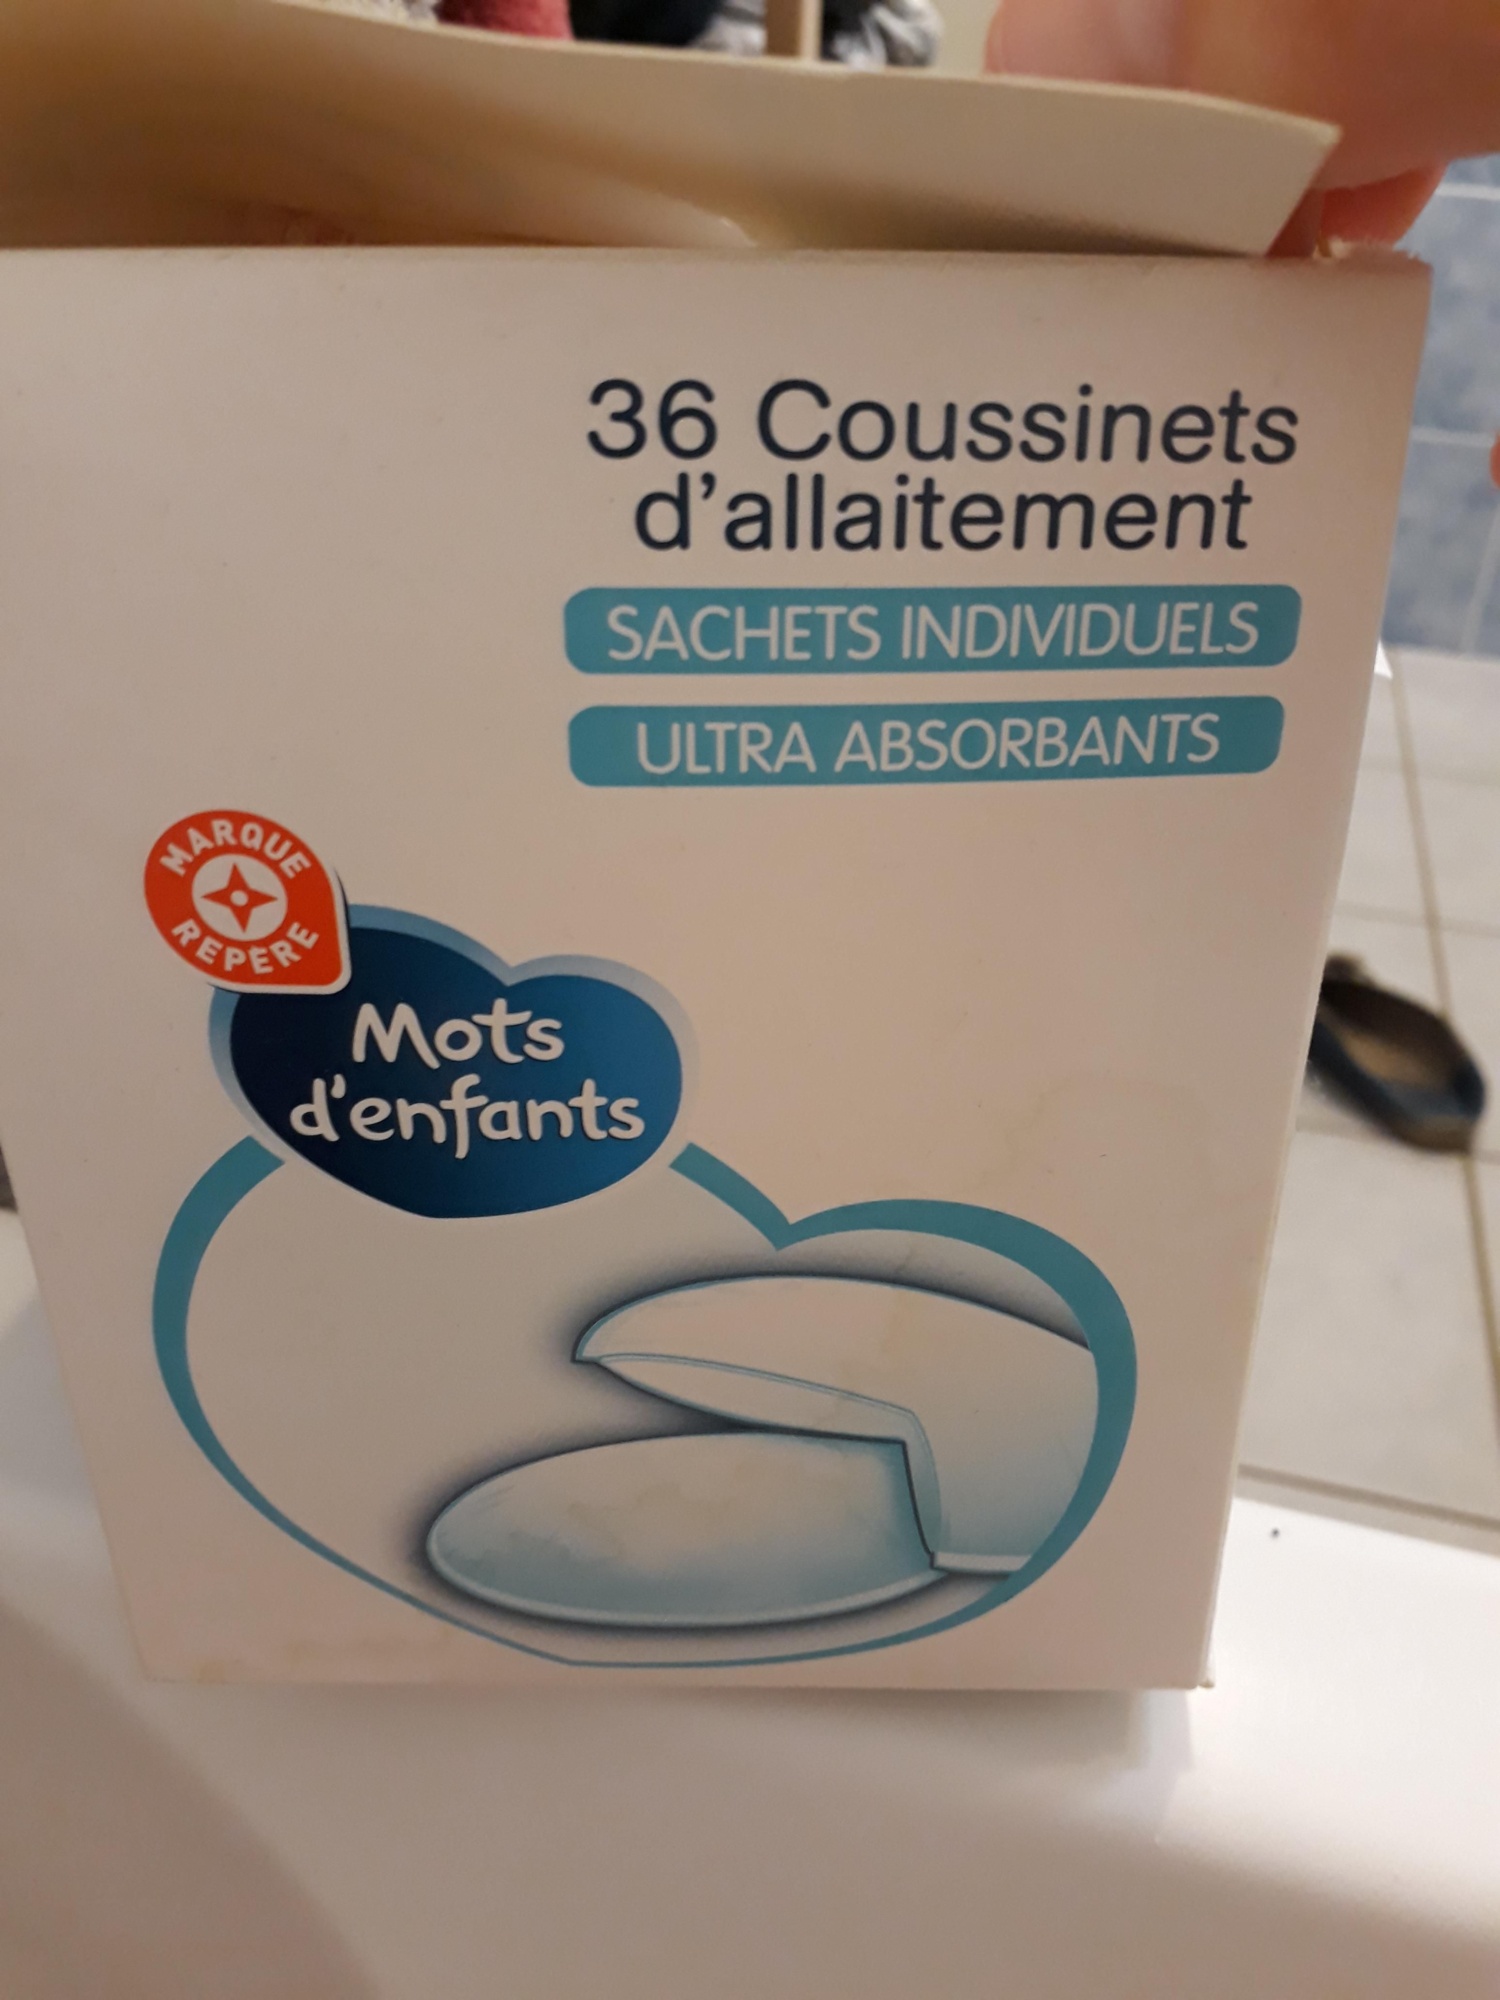 36 Coussinets
d'allaitement
SACHETS INDIVIDUELS
ULTRA ABSORBANTS
MARQUE
REPÈRE
Mots
d'enfants